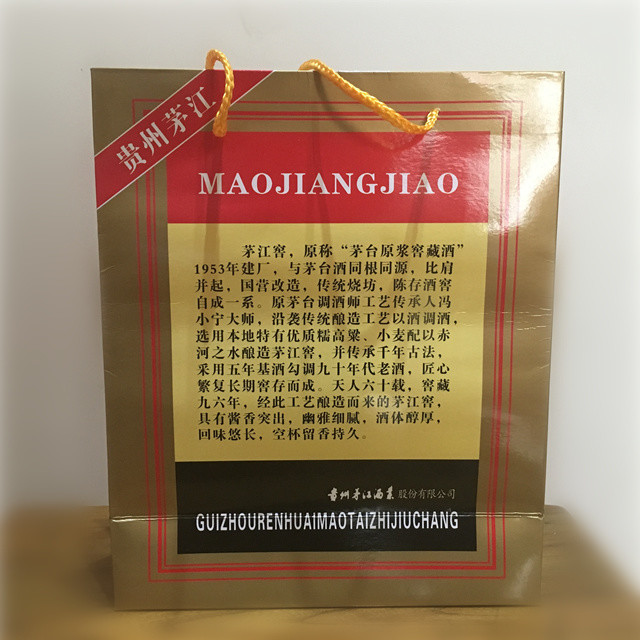 贵州茅江
MAOJIANGJIAO
茅江窖，原称“茅台原浆窖藏酒”
1953年建厂，与茅台酒同根同源，比肩
并起，国营改造，传统烧坊，陈存酒窖
自成一系。原茅台调酒师工艺传承人冯
小宁大师，沿袭传统酿造工艺以酒调酒，
选用本地特有优质糯高粱、小麦配以赤
河之水酿造茅江窖，并传承千年古法，
采用五年基酒勾调九十年代老酒，匠心
繁复长期窖存而成。天人六十载，窖藏
九六年，经此工艺酿造而来的茅江窖，
具有酱香突出，幽雅细腻，酒体醇厚，
回味悠长，空杯留香持久。
贵州茅江酒业股份有限公司
GUIZHOURENHUAIMAOTAIZHIJIUCHANG